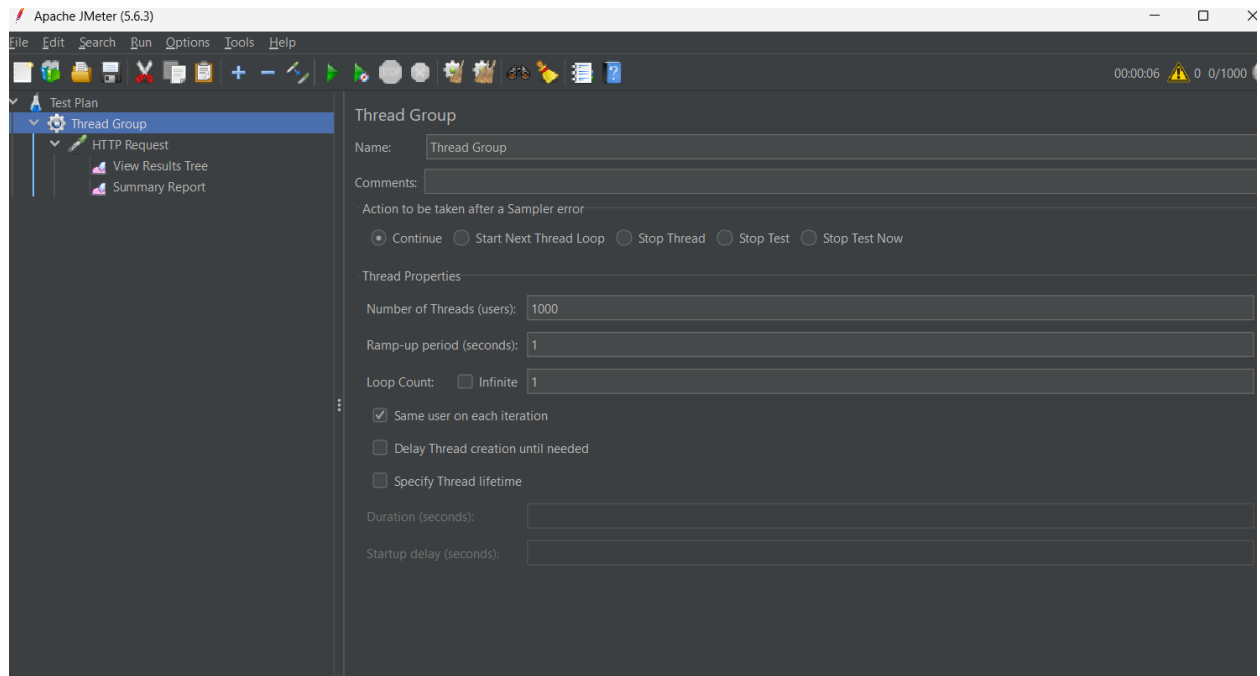 Apache JMeter (5.6.3)
File Edit Search Run Options Tools Help
00:00:06 0 0/1000
Test Plan
Thread Group
HTTP Request
View Results Tree
Summary Report
Thread Group
Name: Thread Group
Comments:
Action to be taken after a Sampler error
Continue Start Next Thread Loop Stop Thread Stop Test Stop Test Now
Thread Properties
Number of Threads (users): 1000
Ramp-up period (seconds): 1
Loop Count: Infinite 1
Same user on each iteration
Delay Thread creation until needed
Specify Thread lifetime
Duration (seconds):
Startup delay (seconds):